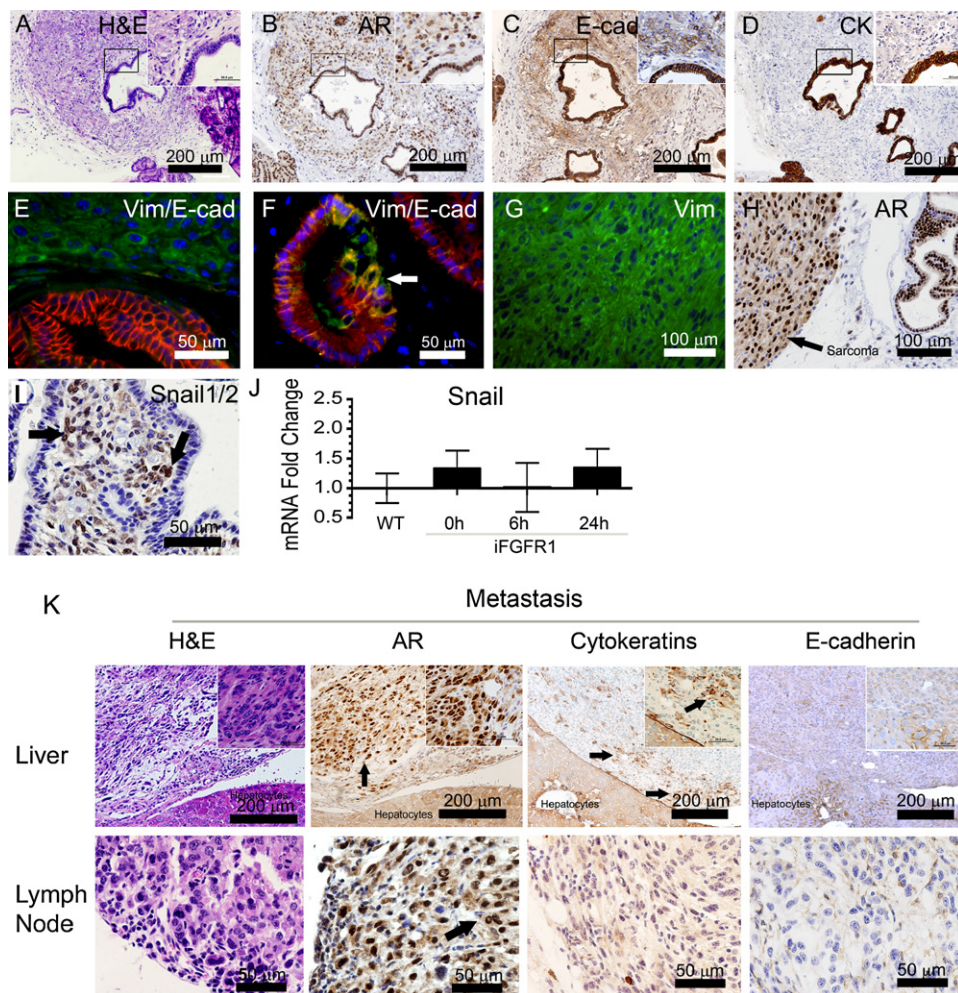 A H&E
B AR
C E-cad
D CK
200 µm
200 µm
200 µm
200 µm
E Vim/E-cad
F Vim/E-cad
G Vim
H AR
Sarcoma
50 µm
50 µm
100 µm
100 µm
I Snail1/2
50 µm
J
Snail
mRNA Fold Change
2.5
2.0
1.5
1.0
0.5
WT 0h 6h 24h
iFGFR1
K
Metastasis
H&E AR Cytokeratins E-cadherin
Liver
Hepatocytes
200 µm
Hepatocytes
200 µm
Hepatocytes
200 µm
Hepatocytes
200 µm
Lymph
Node
50 µm
50 µm
50 µm
50 µm